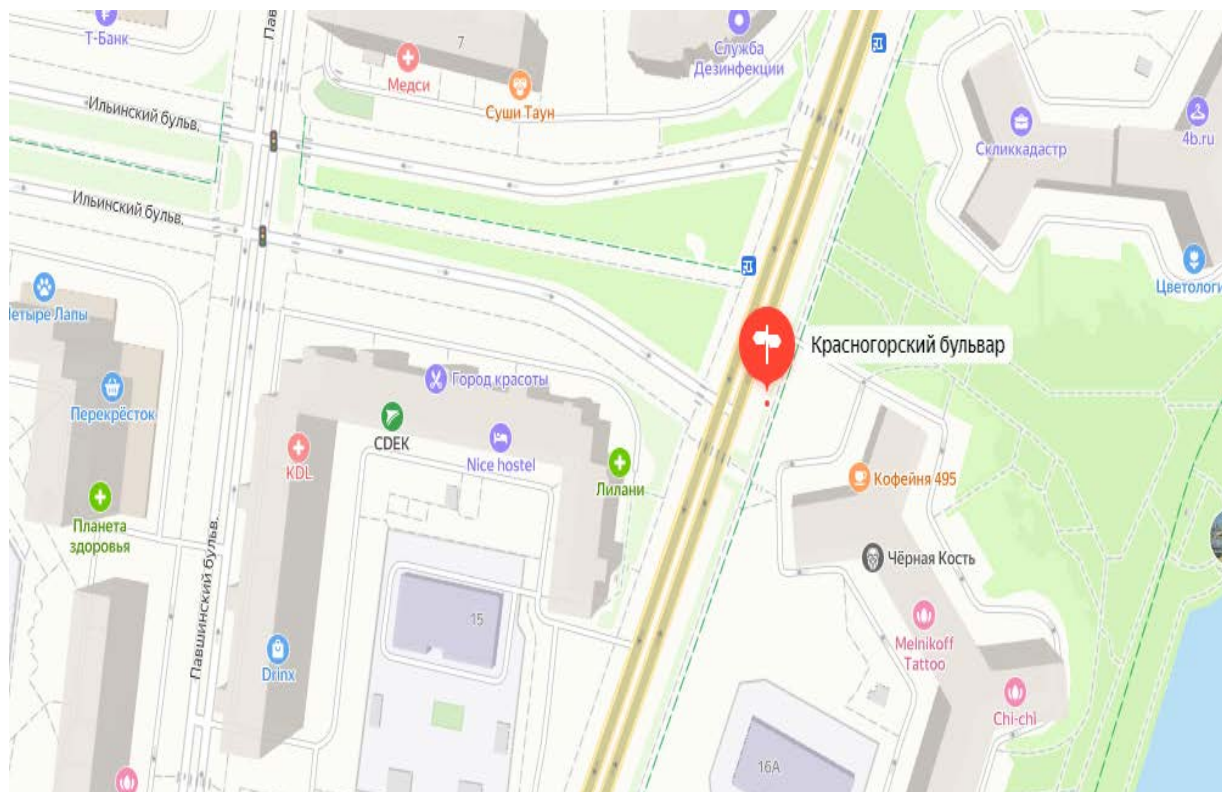 Т-Банк
7
Медси
Суши Таун
Служба
Дезинфекции
Скликкадастр
4b.ru
Ильинский бульв.
Ильинский бульв.
Цветологи
Четыре Лапы
Красногорский бульвар
Город красоты
Перекрёсток
CDEK
KDL
Nice hostel
Лилани
Кофейня 495
Планета
здоровья
Чёрная Кость
Павшинский бульв.
15
Melnikoff
Tattoo
Drinx
Chi-chi
16А